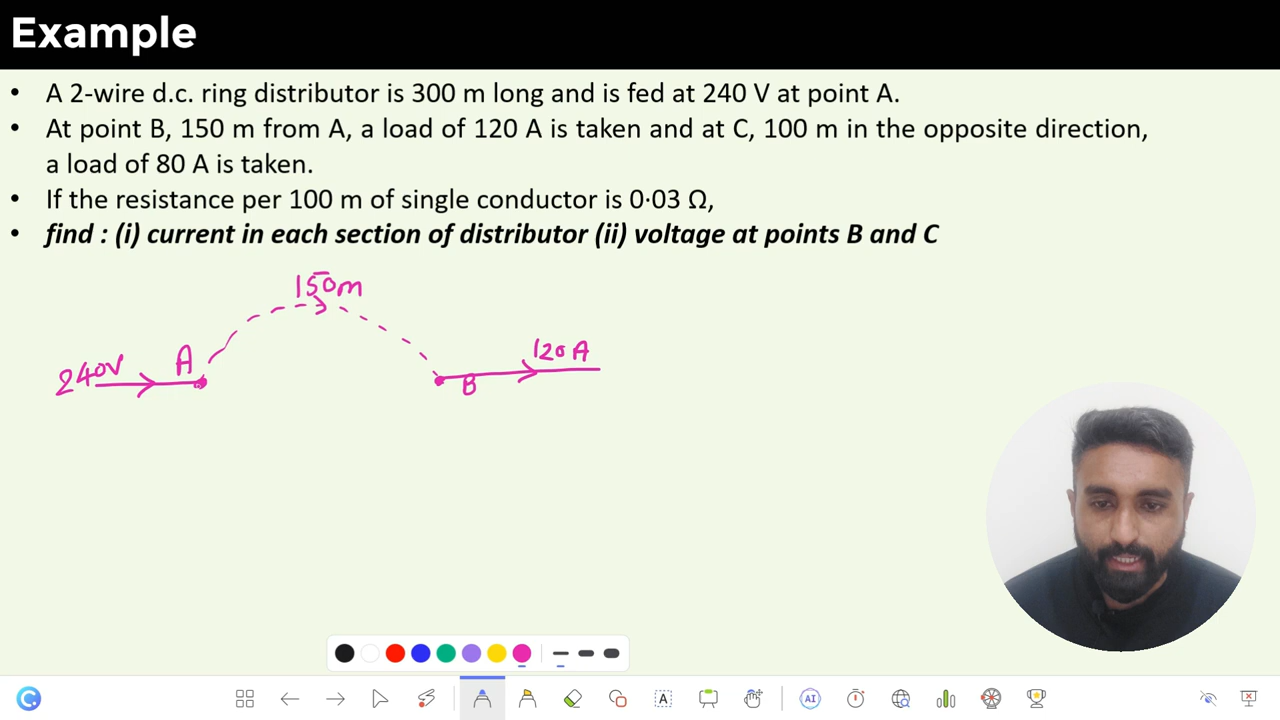 Example
• A 2-wire d.c. ring distributor is 300 m long and is fed at 240 V at point A.
• At point B, 150 m from A, a load of 120 A is taken and at C, 100 m in the opposite direction,
a load of 80 A is taken.
• If the resistance per 100 m of single conductor is 0·03 Ω,
• find : (i) current in each section of distributor (ii) voltage at points B and C
150m
240V
A
120 A
B
A
AI